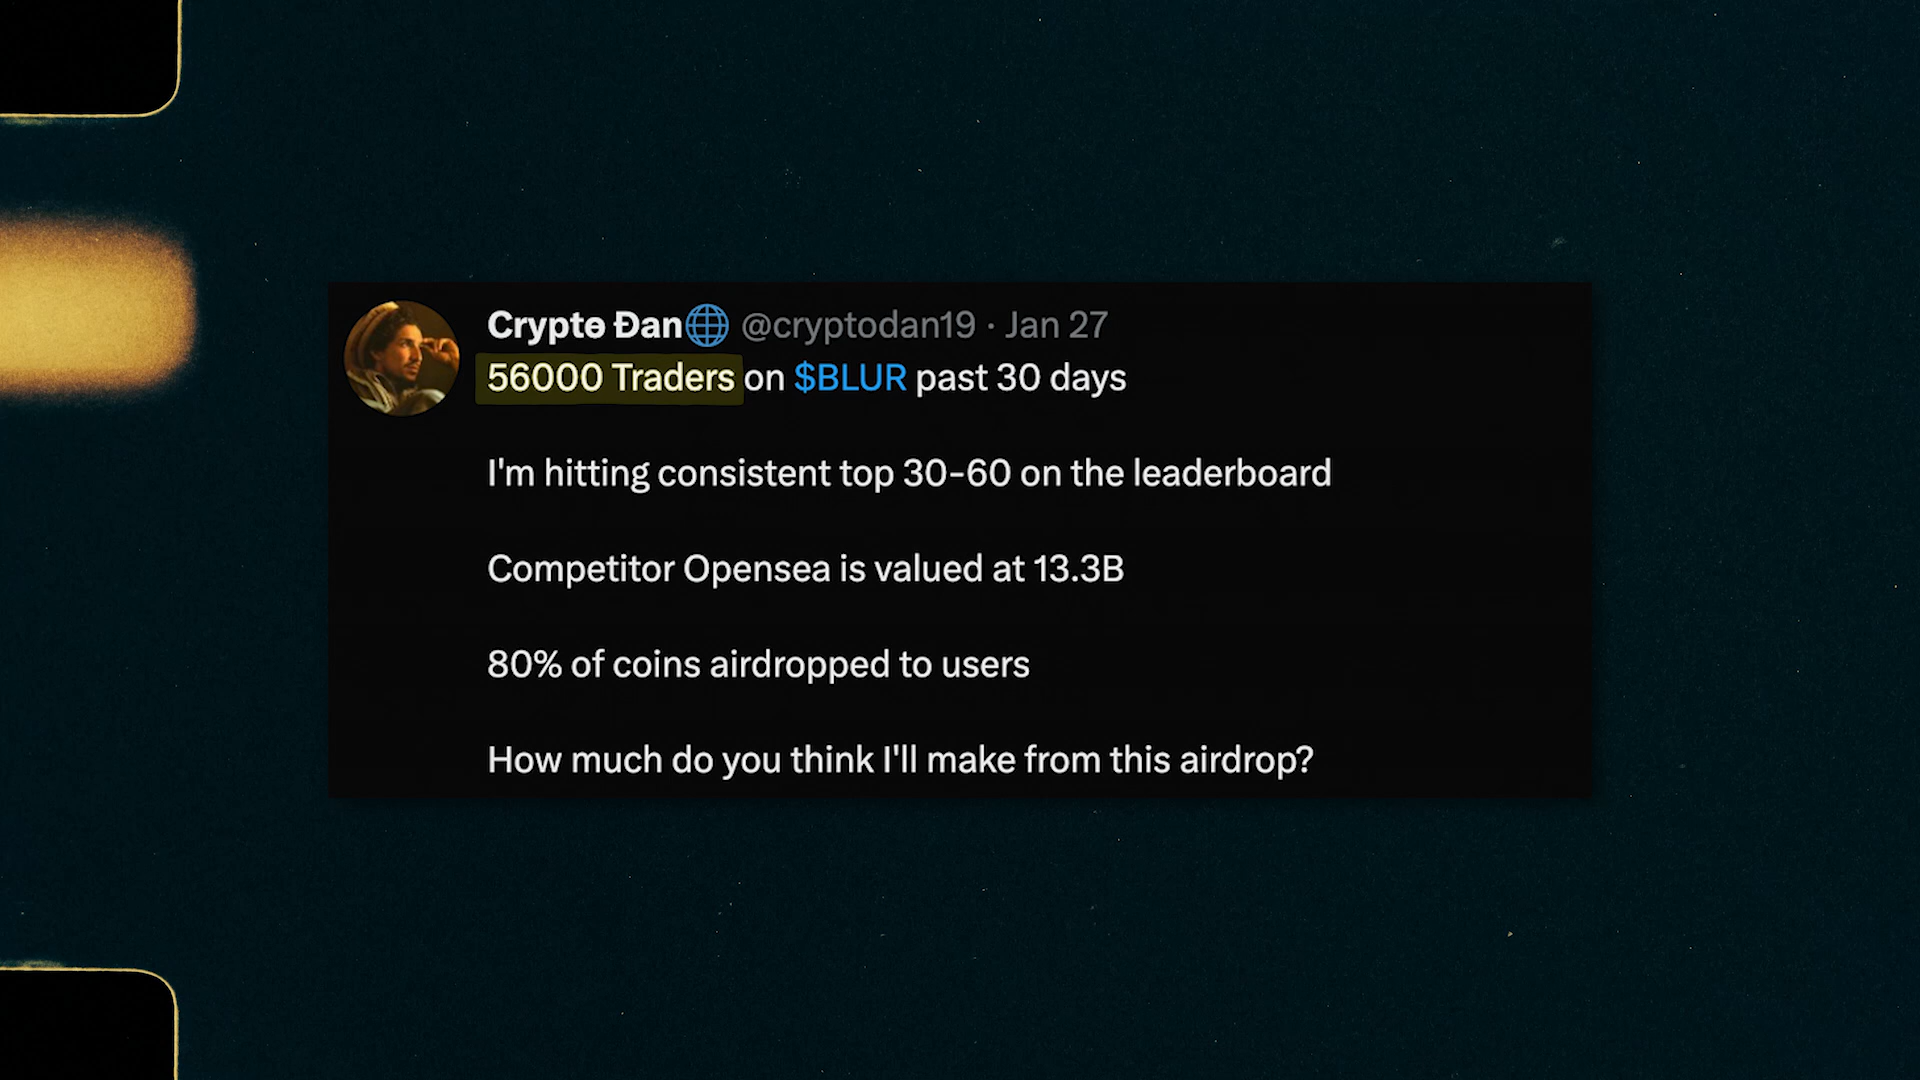 Cryptɵ Đan🌐 @cryptodan19 · Jan 27
56000 Traders on $BLUR past 30 days
I'm hitting consistent top 30-60 on the leaderboard
Competitor Opensea is valued at 13.3B
80% of coins airdropped to users
How much do you think I'll make from this airdrop?